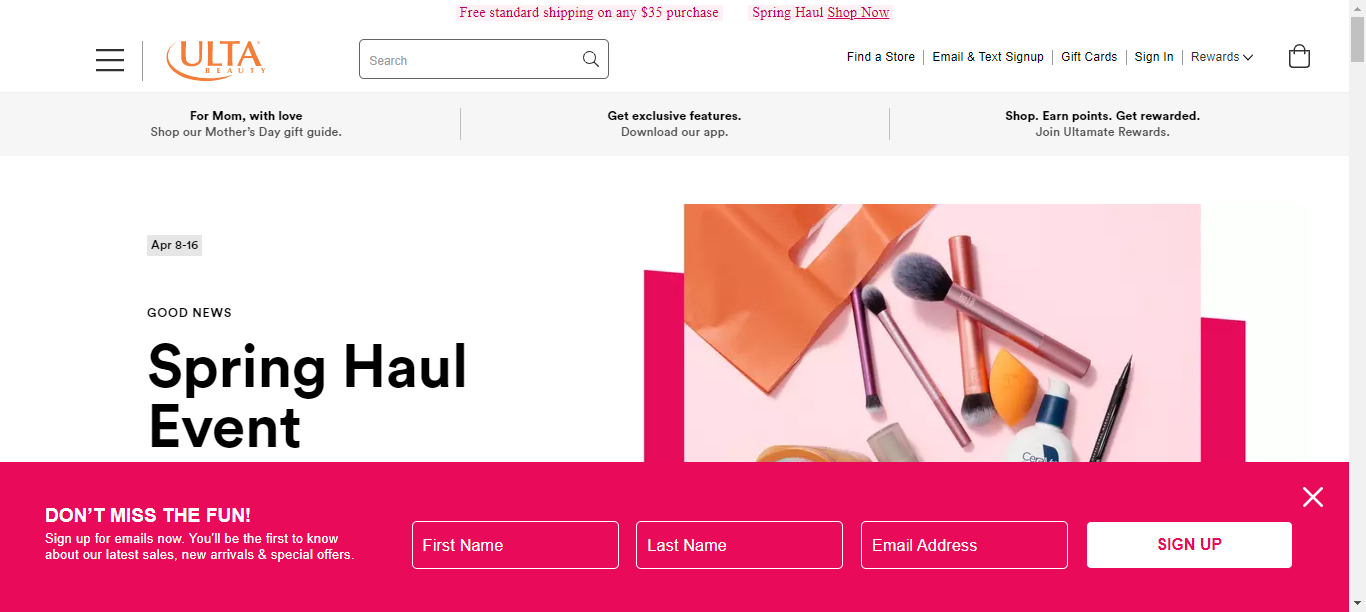 Free standard shipping on any $35 purchase Spring Haul Shop Now
ULTA
BEAUTY
Search
Find a Store Email & Text Signup Gift Cards Sign In Rewards
For Mom, with love
Shop our Mother's Day gift guide.
Get exclusive features.
Download our app.
Shop. Earn points. Get rewarded.
Join Ultamate Rewards.
Apr 8-16
GOOD NEWS
Spring Haul
Event
DON'T MISS THE FUN!
Sign up for emails now. You'll be the first to know
about our latest sales, new arrivals & special offers.
First Name
Last Name
Email Address
SIGN UP